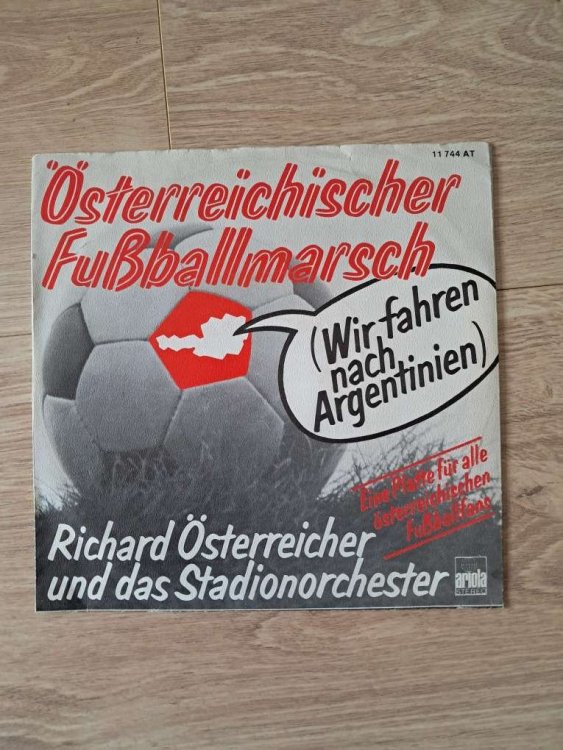 11 744 AT
Österreichischer
Fußballmarsch
(Wir fahren
nach
Argentinien)
Eine Platte für alle
österreichischen
Fußballfans
Richard Österreicher
und das Stadionorchester
ariola
STEREO